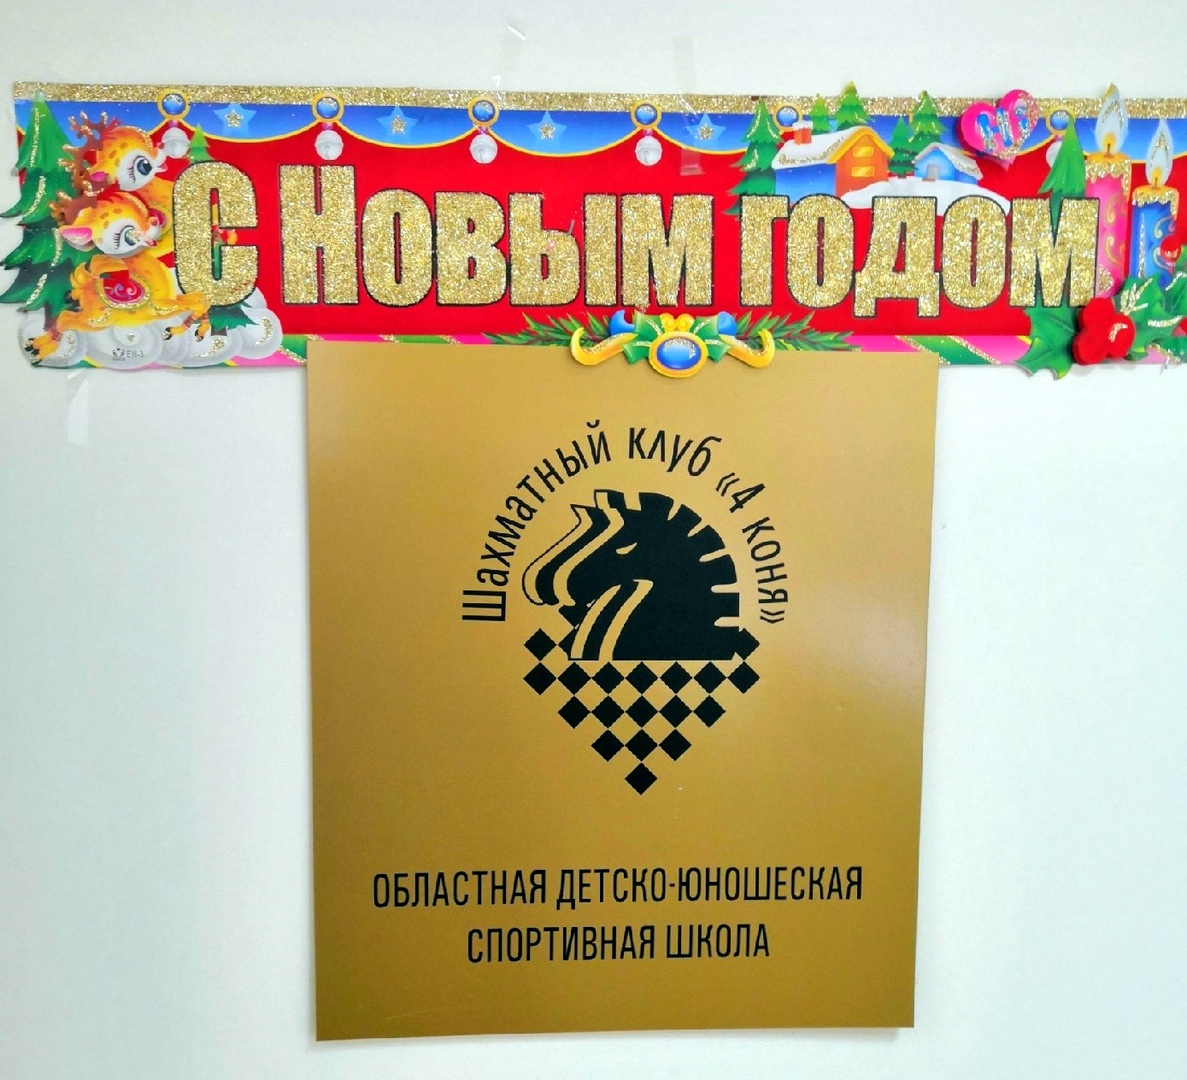 С Новым годом
Шахматный клуб «4 коня»
ОБЛАСТНАЯ ДЕТСКО-ЮНОШЕСКАЯ
СПОРТИВНАЯ ШКОЛА